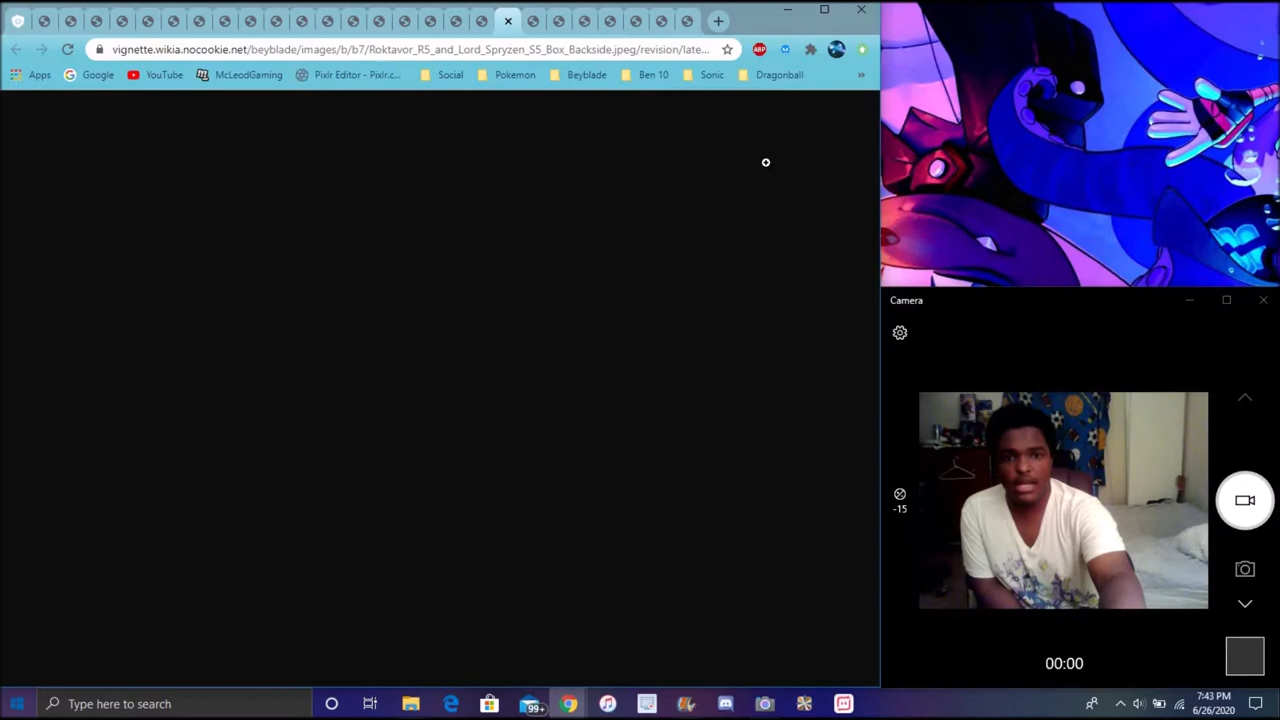 vignette.wikia.nocookie.net/beyblade/images/b/b7/Roktavor_R5_and_Lord_Spryzen_S5_Box_Backside.jpeg/revision/late...
ABP
Apps Google YouTube McLeodGaming Pixlr Editor - Pixlr.c... Social Pokemon Beyblade Ben 10 Sonic Dragonball »
Camera
-15
00:00
Type here to search
99+
7:43 PM
6/26/2020